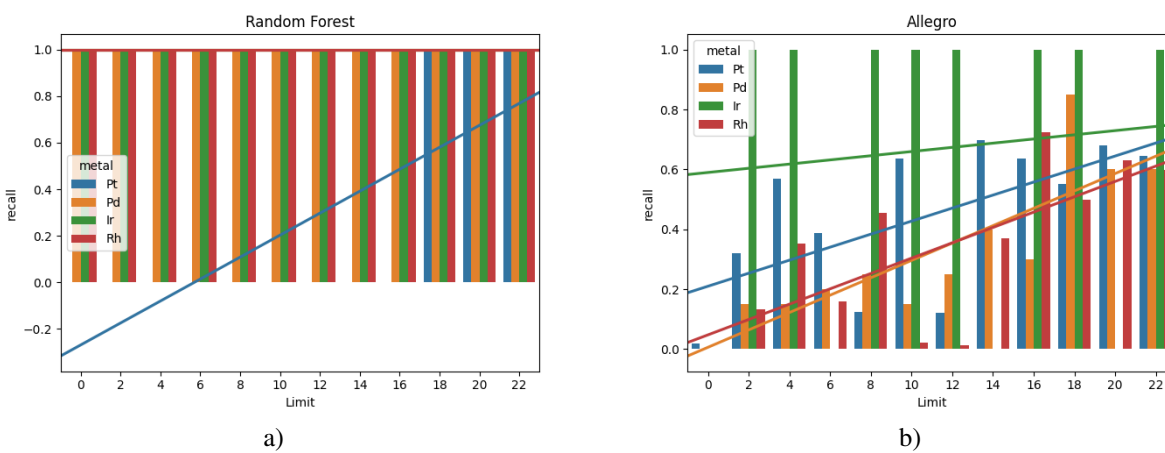 Random Forest
1.0
0.8
0.6
0.4
0.2
0.0
−0.2
recall
metal
Pt
Pd
Ir
Rh
0 2 4 6 8 10 12 14 16 18 20 22
Limit
a)
Allegro
1.0
0.8
0.6
0.4
0.2
0.0
recall
metal
Pt
Pd
Ir
Rh
0 2 4 6 8 10 12 14 16 18 20 22
Limit
b)